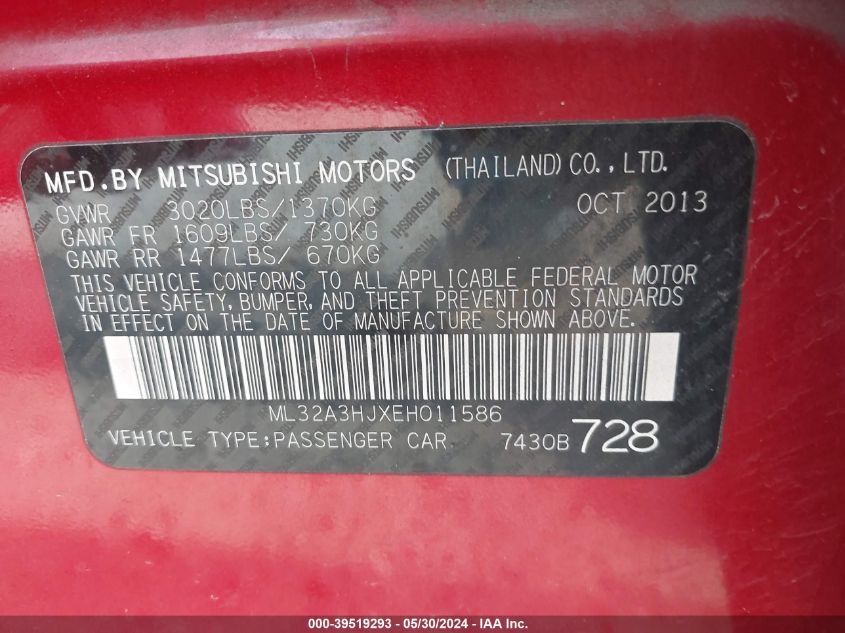 MFD.BY MITSUBISHI MOTORS (THAILAND)CO.,LTD.
GVWR 3020LBS/1370KG OCT 2013
GAWR FR 1609LBS/ 730KG
GAWR RR 1477LBS/ 670KG
THIS VEHICLE CONFORMS TO ALL APPLICABLE FEDERAL MOTOR
VEHICLE SAFETY, BUMPER, AND THEFT PREVENTION STANDARDS
IN EFFECT ON THE DATE OF MANUFACTURE SHOWN ABOVE.
ML32A3HJXEH011586
VEHICLE TYPE:PASSENGER CAR 7430B 728
000-39519293 - 05/30/2024 - IAA, Inc.